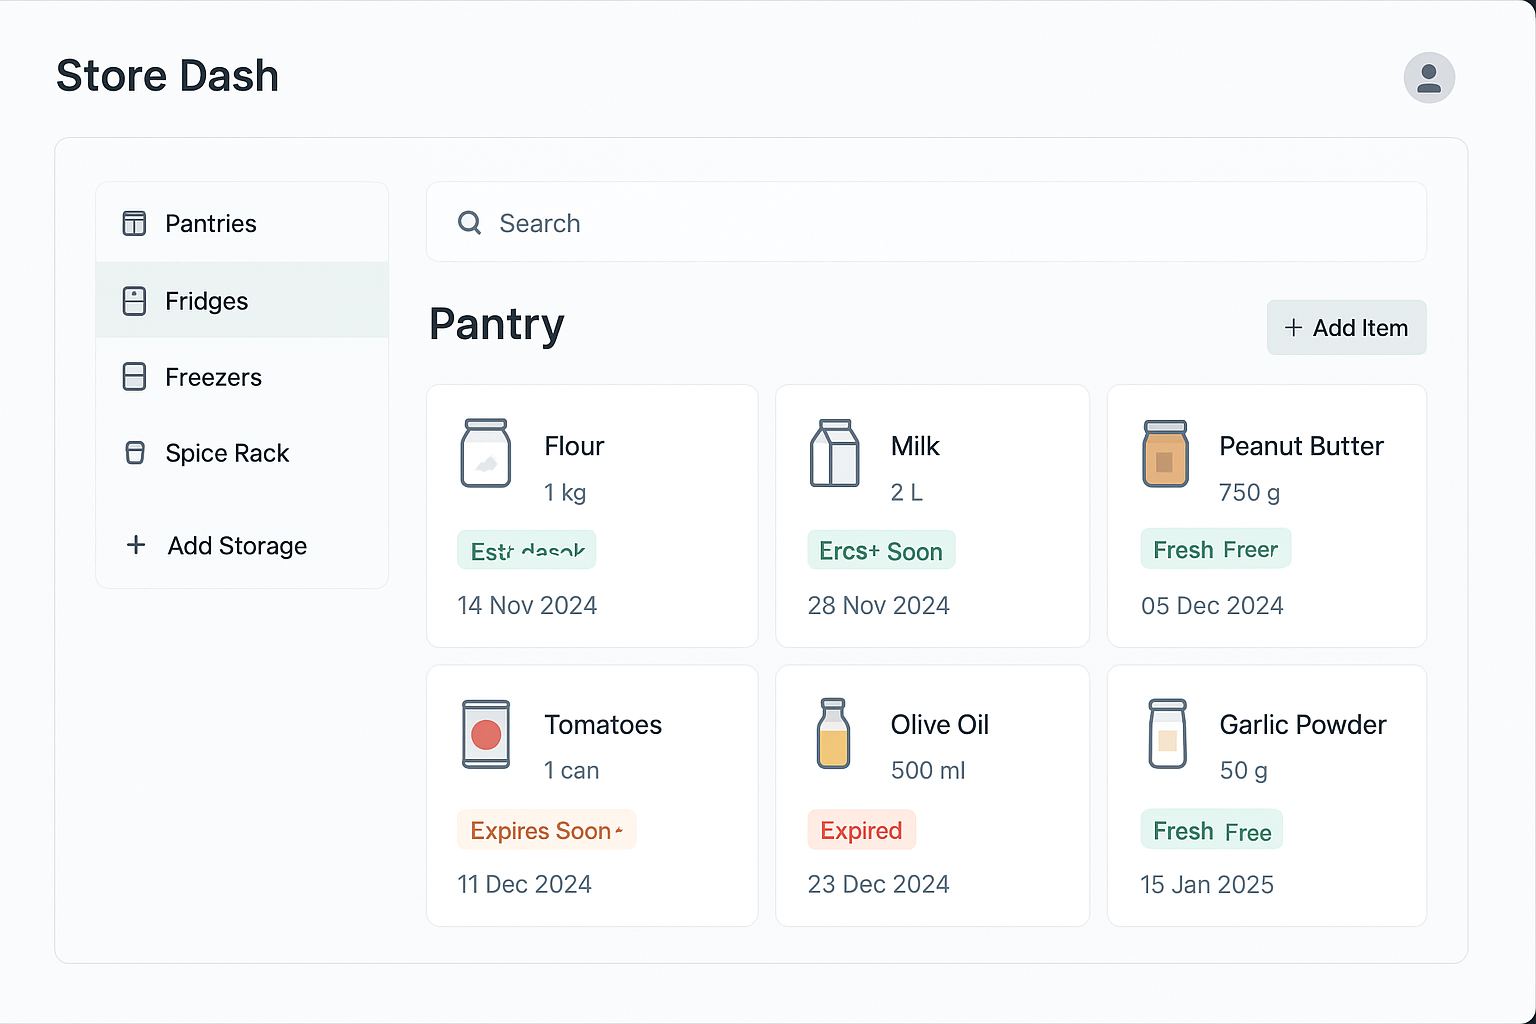 Store Dash
Pantries
Fridges
Freezers
Spice Rack
+ Add Storage
Search
Pantry
+ Add Item
Flour
1 kg
14 Nov 2024
Milk
2 L
Ercs+ Soon
28 Nov 2024
Peanut Butter
750 g
Fresh Freer
05 Dec 2024
Tomatoes
1 can
Expires Soon
11 Dec 2024
Olive Oil
500 ml
Expired
23 Dec 2024
Garlic Powder
50 g
Fresh Free
15 Jan 2025